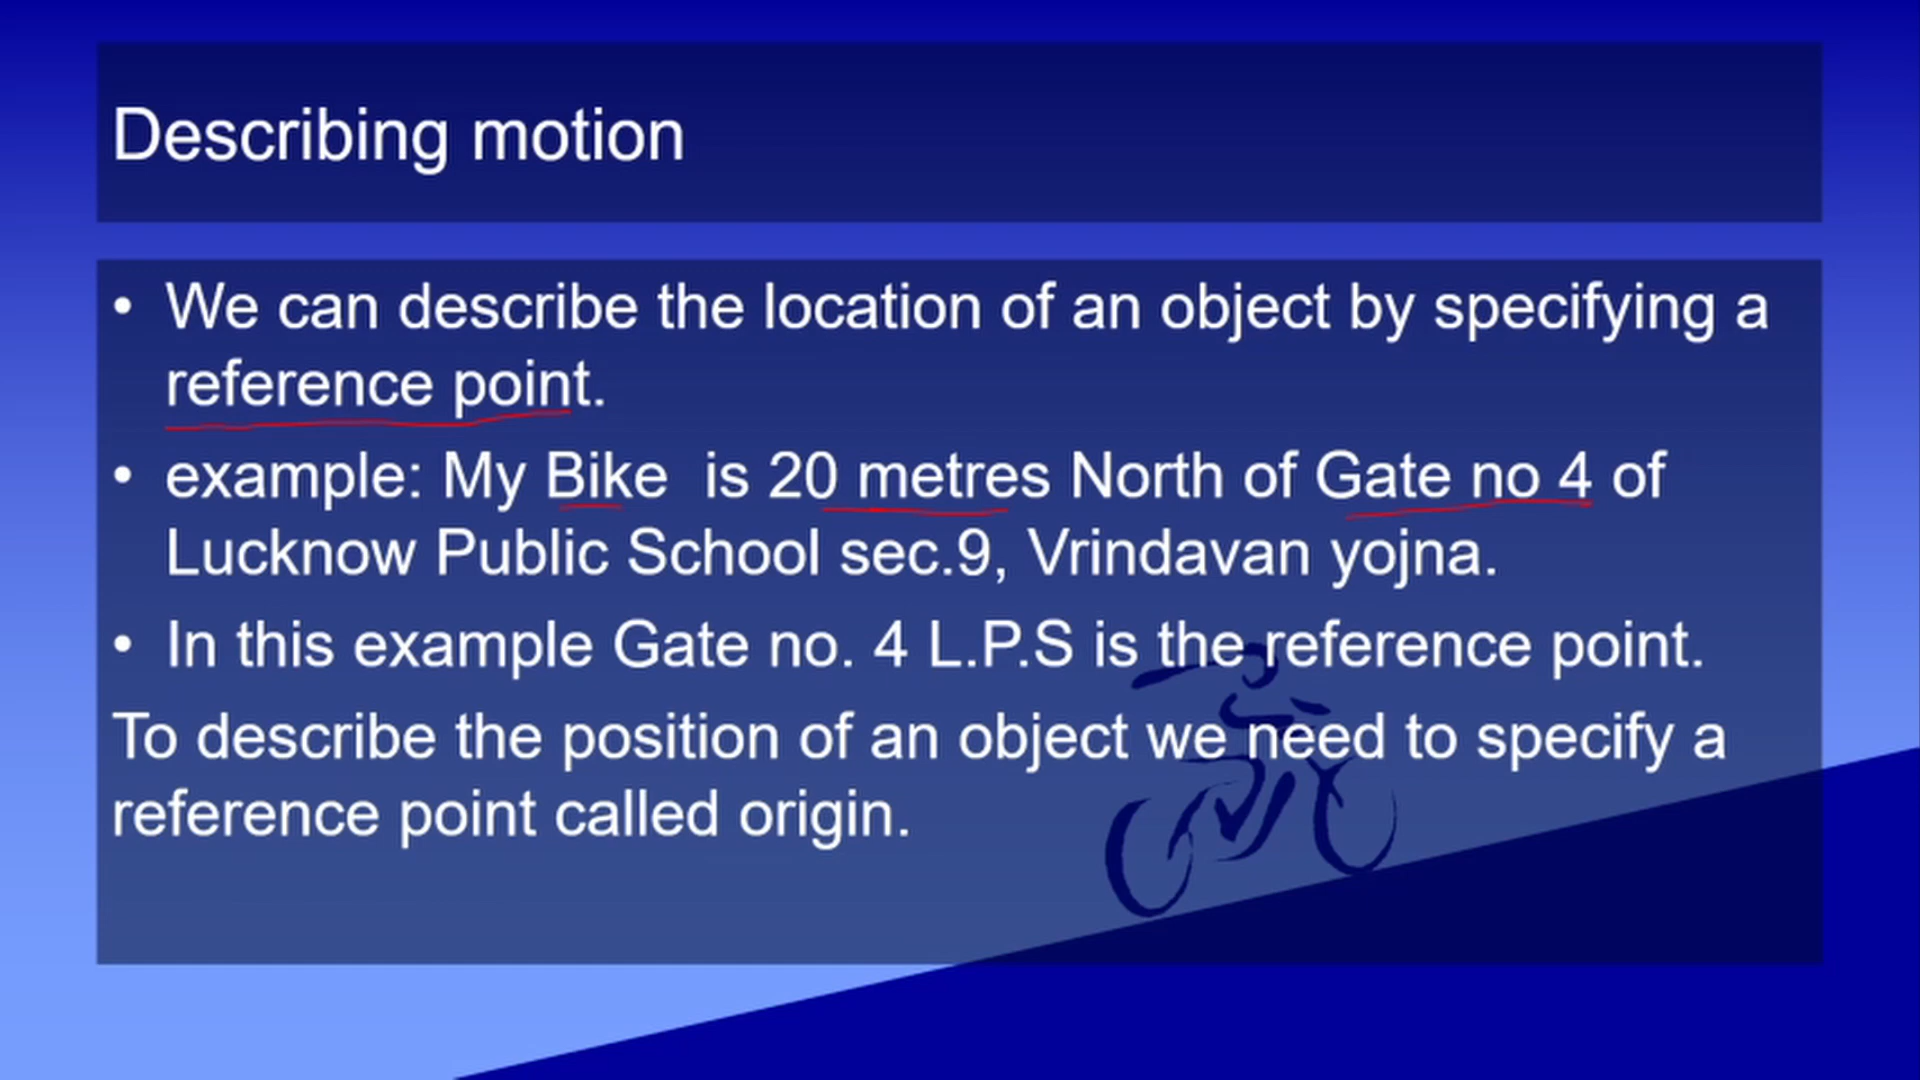 Describing motion
• We can describe the location of an object by specifying a
reference point.
• example: My Bike is 20 metres North of Gate no 4 of
Lucknow Public School sec.9, Vrindavan yojna.
• In this example Gate no. 4 L.P.S is the reference point.
To describe the position of an object we need to specify a
reference point called origin.